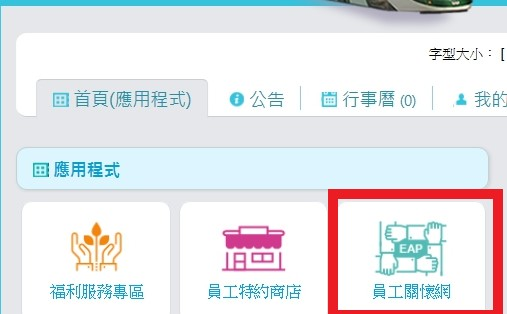 字型大小： [
首頁(應用程式) 公告 行事曆 (0) 我的
應用程式
EAP
福利服務專區 員工特約商店 員工關懷網